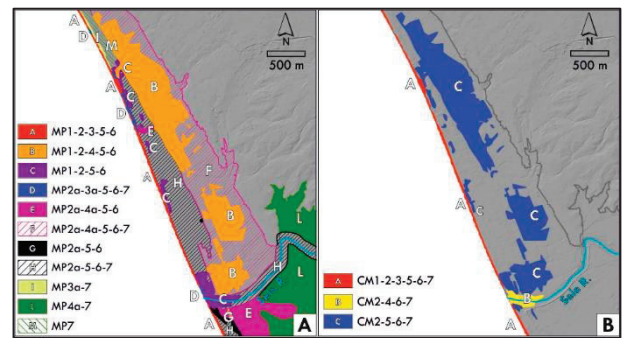 A
D
I
M
N
500 m
C
A
B
C
D
E
C
A
F
H
C
B
L
B
H
L
D
C
G
E
A
H
A MP1-2-3-5-6
B MP1-2-4-5-6
C MP1-2-5-6
D MP2a-3a-5-6-7
E MP2a-4a-5-6
F MP2a-4a-5-6-7
G MP2a-5-6
H MP2a-5-6-7
I MP3a-7
L MP4a-7
M MP7
A
N
500 m
A
C
A
C
C
C
B
Sele R.
A
A CM1-2-3-5-6-7
B CM2-4-6-7
C CM2-5-6-7
B